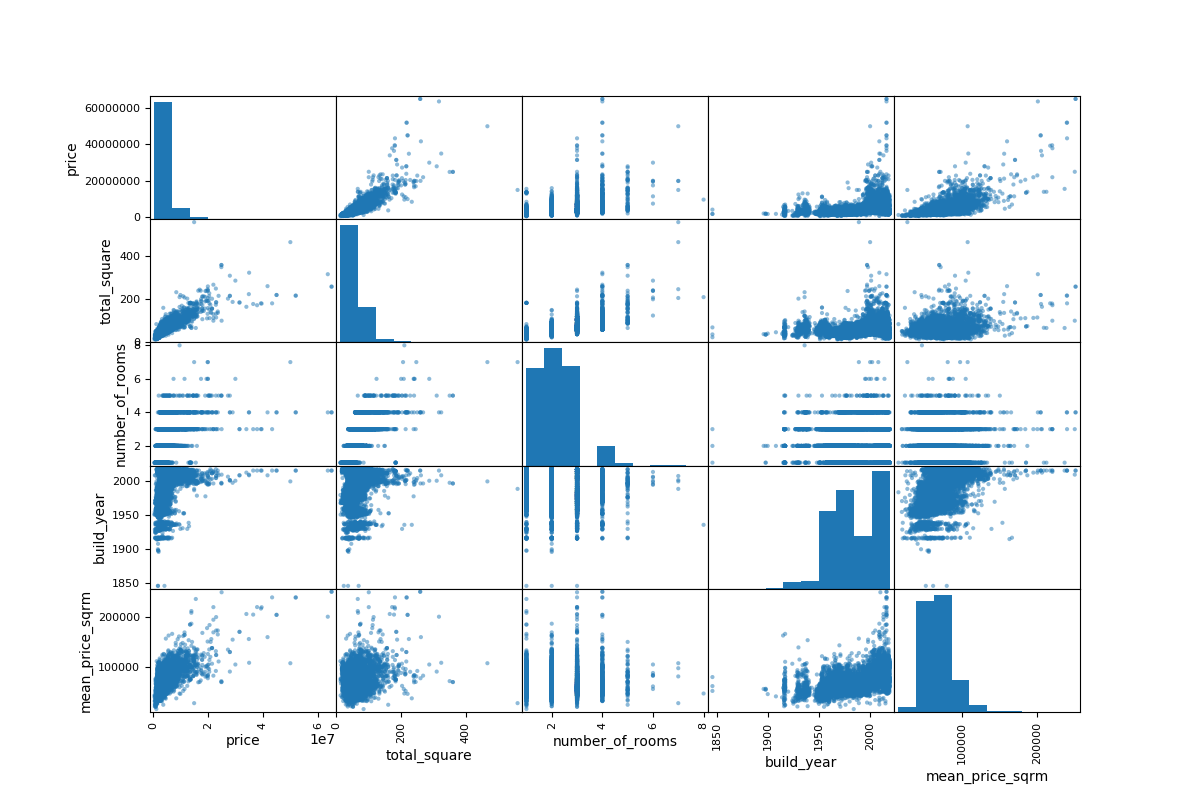 60000000
40000000
20000000
0
price
400
200
0
total_square
8
6
4
2
number_of_rooms
2000
1950
1900
1850
build_year
200000
100000
mean_price_sqrm
0 2 4 6 0 200 400 2 4 6 8 1850 1900 1950 2000 100000 200000
1e7
price total_square number_of_rooms build_year mean_price_sqrm